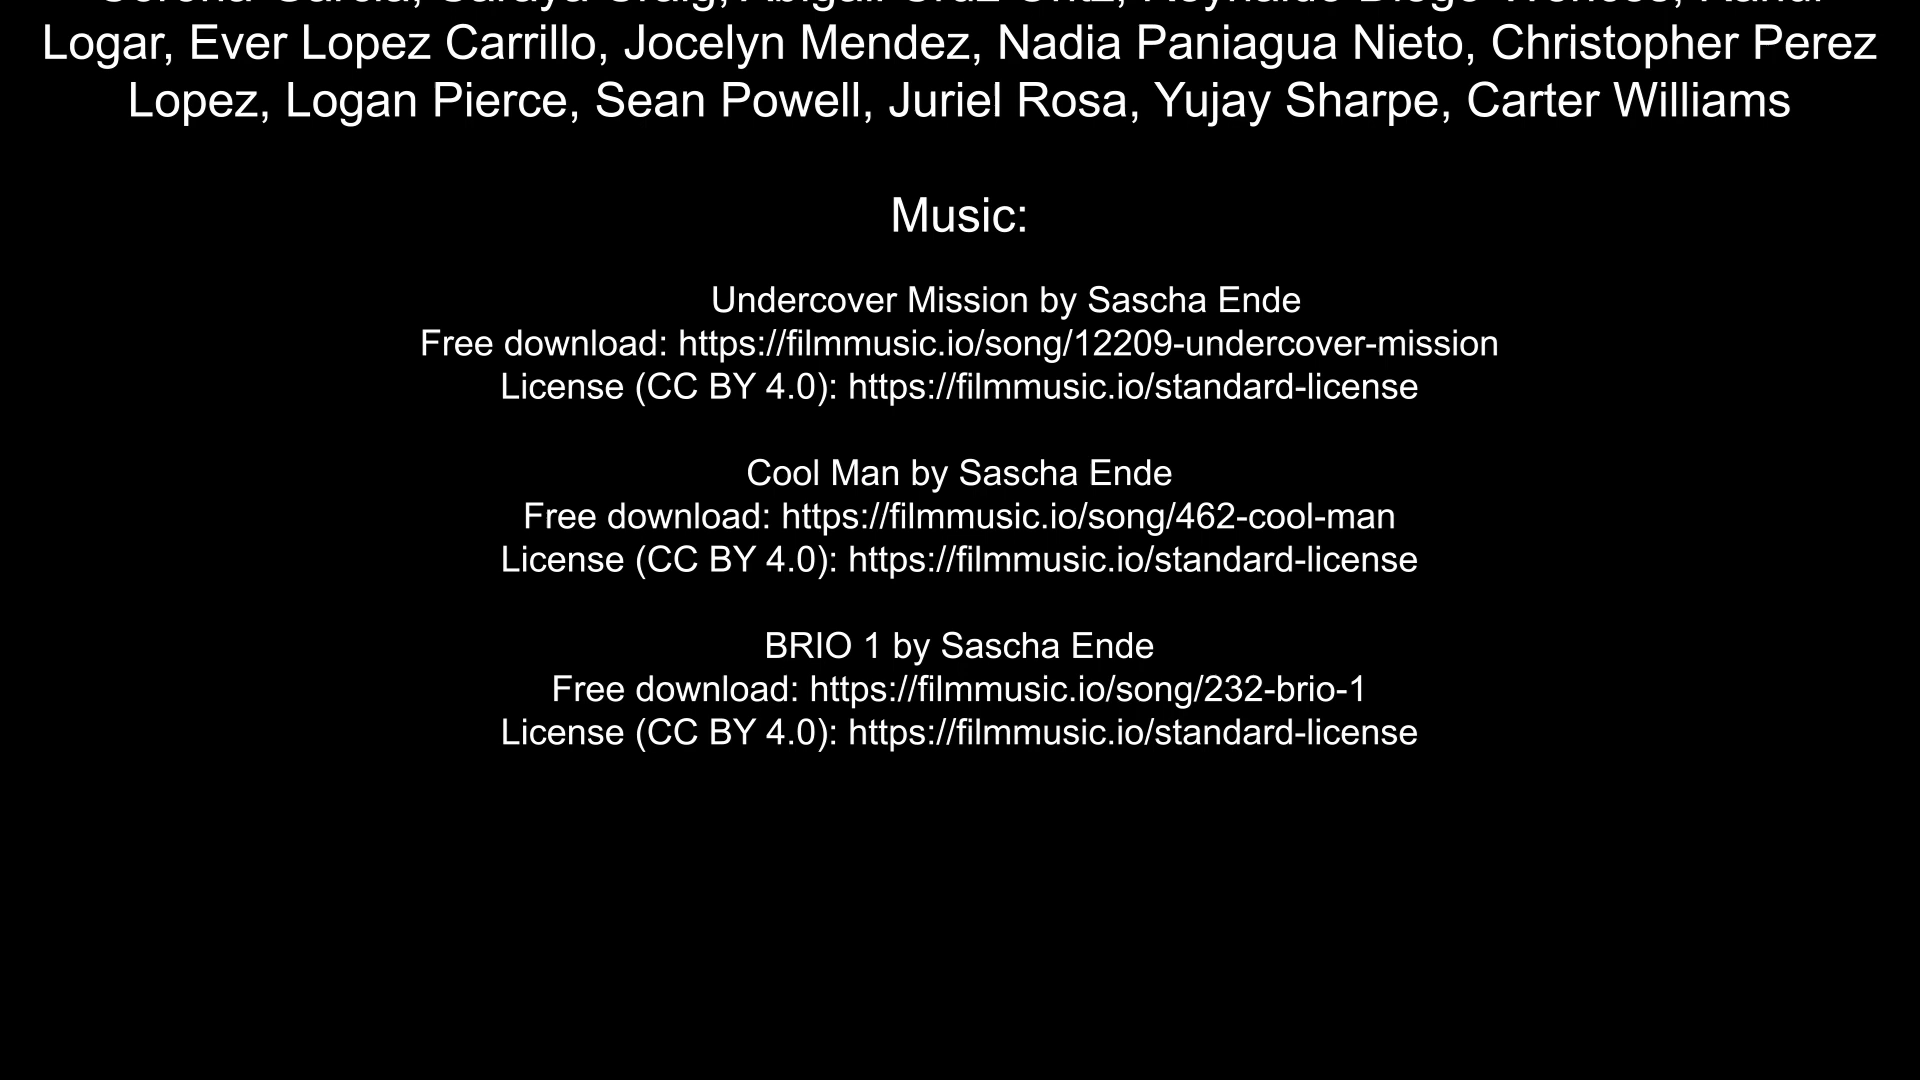 Logar, Ever Lopez Carrillo, Jocelyn Mendez, Nadia Paniagua Nieto, Christopher Perez
Lopez, Logan Pierce, Sean Powell, Juriel Rosa, Yujay Sharpe, Carter Williams
Music:
Undercover Mission by Sascha Ende
Free download: https://filmmusic.io/song/12209-undercover-mission
License (CC BY 4.0): https://filmmusic.io/standard-license
Cool Man by Sascha Ende
Free download: https://filmmusic.io/song/462-cool-man
License (CC BY 4.0): https://filmmusic.io/standard-license
BRIO 1 by Sascha Ende
Free download: https://filmmusic.io/song/232-brio-1
License (CC BY 4.0): https://filmmusic.io/standard-license